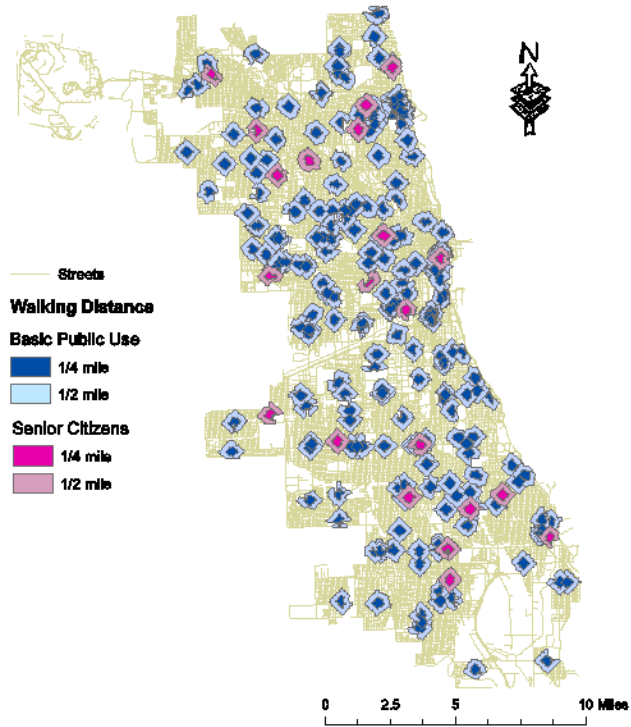 N
Streets
Walking Distance
Basic Public Use
1/4 mile
1/2 mile
Senior Citizens
1/4 mile
1/2 mile
0 2.5 5 10 Miles